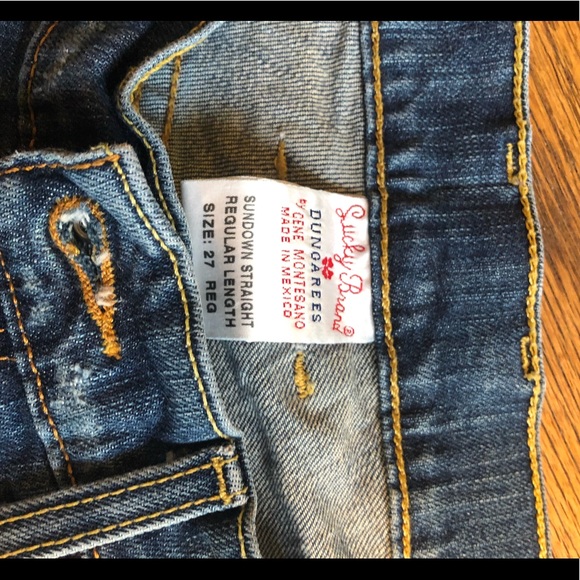 Lucky Brand®
DUNGAREES
by GENE MONTESANO
MADE IN MEXICO
SUNDOWN STRAIGHT
REGULAR LENGTH
SIZE: 27 REG